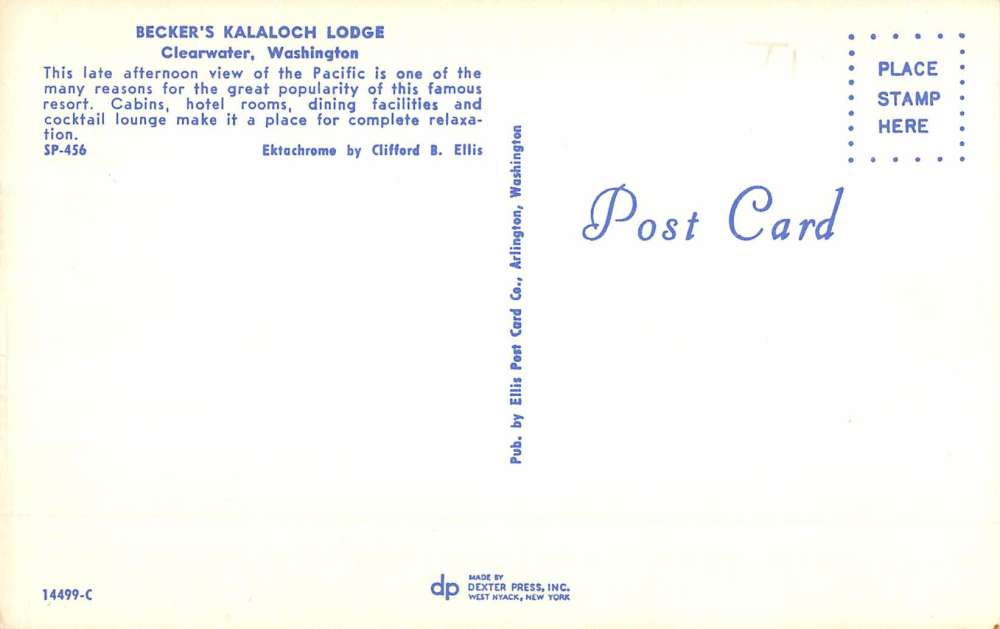 BECKER'S KALALOCH LODGE
Clearwater, Washington
This late afternoon view of the Pacific is one of the
many reasons for the great popularity of this famous
resort. Cabins, hotel rooms, dining facilities and
cocktail lounge make it a place for complete relaxa-
tion.
SP-456 Ektachrome by Clifford B. Ellis
Pub. by Ellis Post Card Co., Arlington, Washington
PLACE
STAMP
HERE
Post Card
14499-C
dp
MADE BY
DEXTER PRESS, INC.
WEST NYACK, NEW YORK